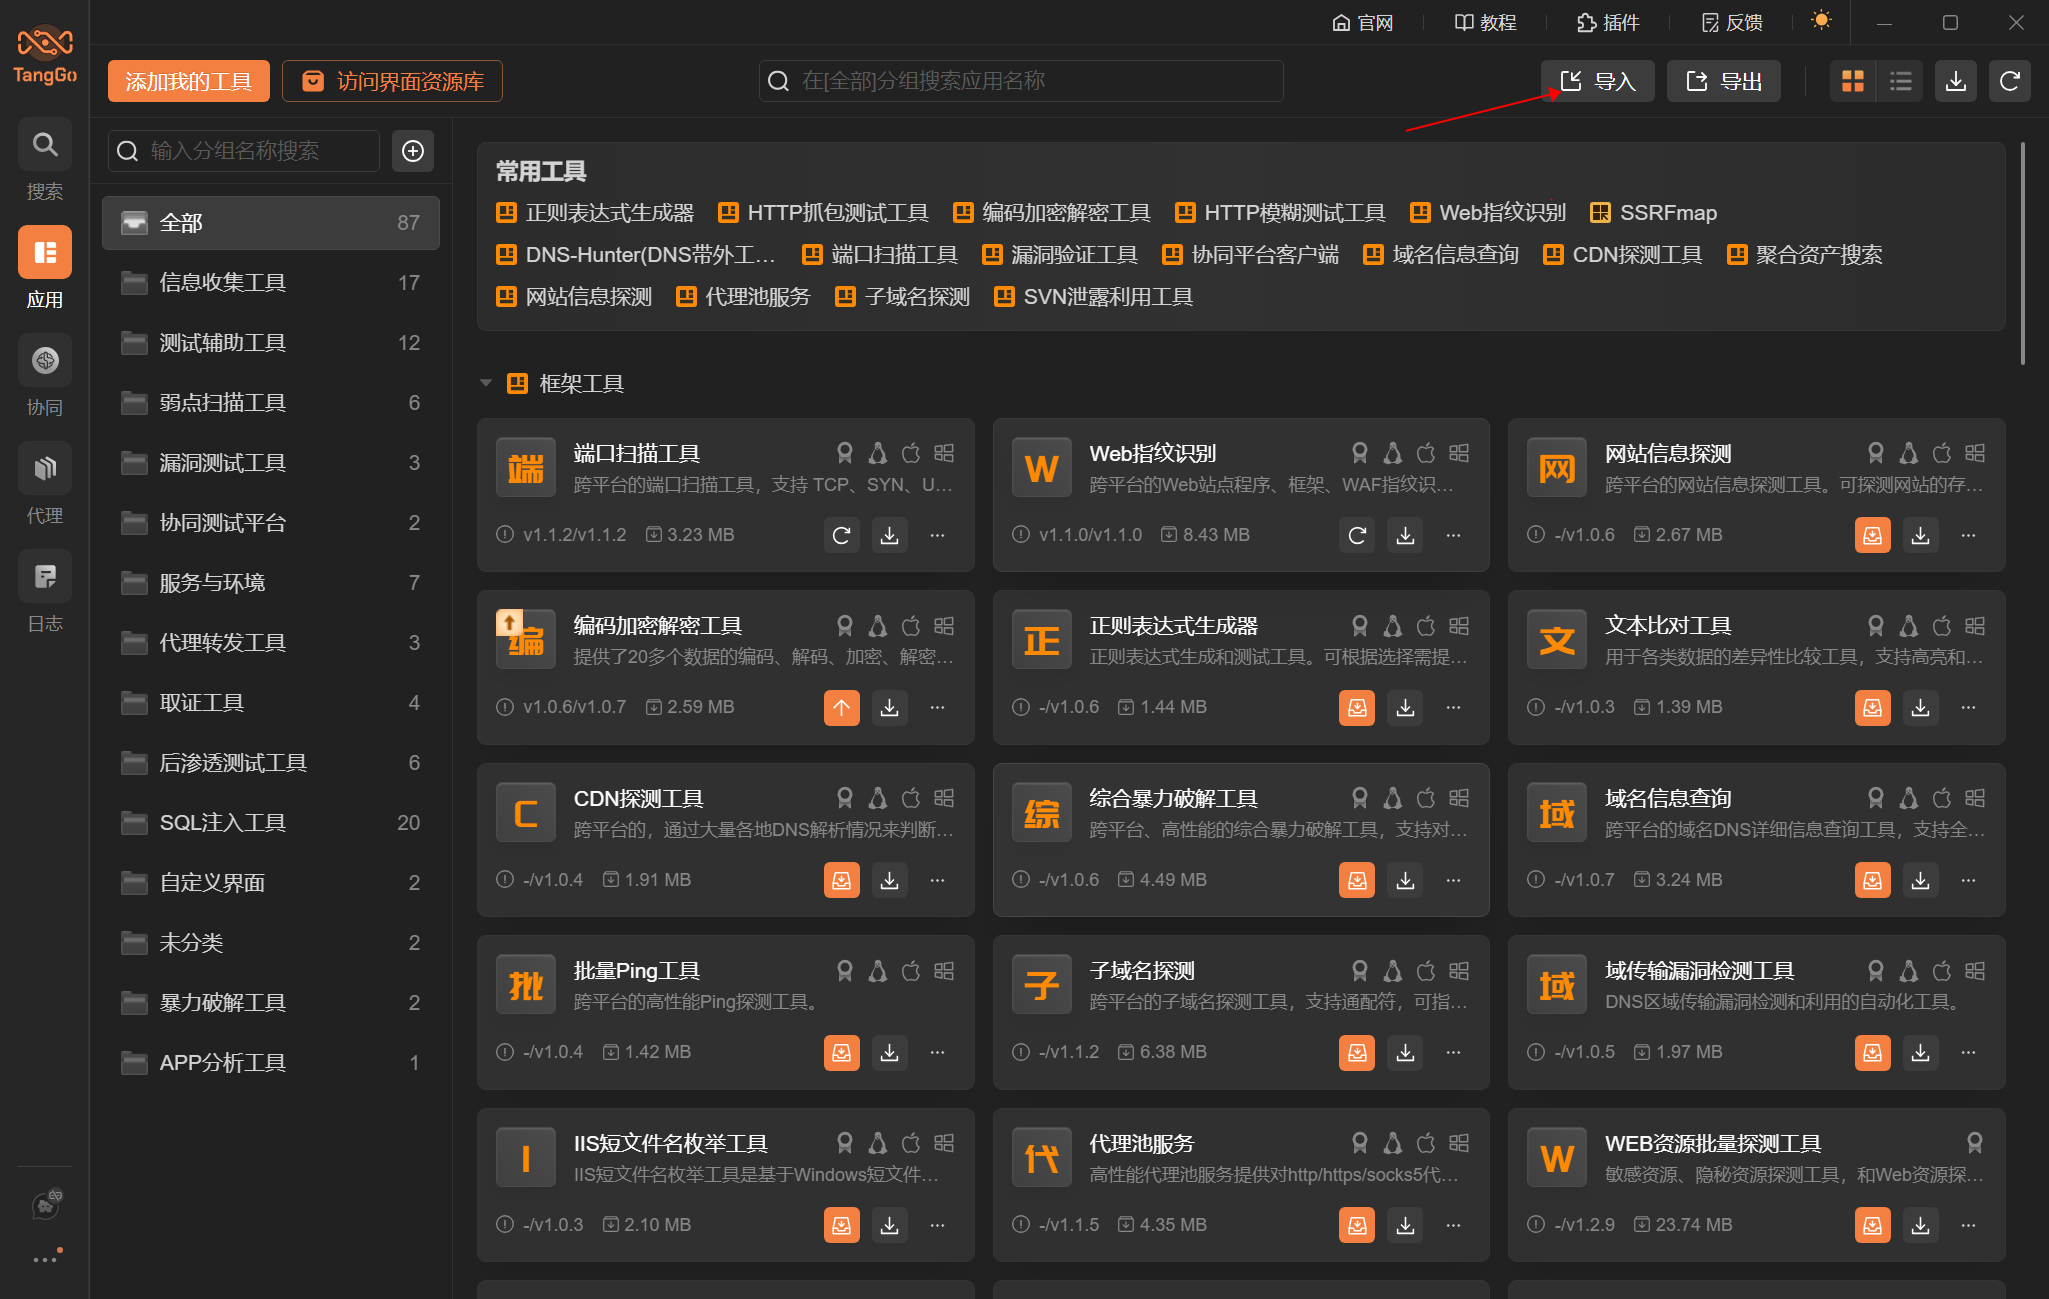 TangGo
官网
教程
插件
反馈
添加我的工具
访问界面资源库
在[全部]分组搜索应用名称
导入
导出
搜索
应用
协同
代理
日志
输入分组名称搜索
全部 87
信息收集工具 17
测试辅助工具 12
弱点扫描工具 6
漏洞测试工具 3
协同测试平台 2
服务与环境 7
代理转发工具 3
取证工具 4
后渗透测试工具 6
SQL注入工具 20
自定义界面 2
未分类 2
暴力破解工具 2
APP分析工具 1
常用工具
正则表达式生成器 HTTP抓包测试工具 编码加密解密工具 HTTP模糊测试工具 Web指纹识别 SSRFmap
DNS-Hunter(DNS带外工... 端口扫描工具 漏洞验证工具 协同平台客户端 域名信息查询 CDN探测工具 聚合资产搜索
网站信息探测 代理池服务 子域名探测 SVN泄露利用工具
框架工具
端
端口扫描工具
跨平台的端口扫描工具，支持 TCP、SYN、U...
v1.1.2/v1.1.2 3.23 MB
W
Web指纹识别
跨平台的Web站点程序、框架、WAF指纹识...
v1.1.0/v1.1.0 8.43 MB
网
网站信息探测
跨平台的网站信息探测工具。可探测网站的存...
-/v1.0.6 2.67 MB
编
编码加密解密工具
提供了20多个数据的编码、解码、加密、解密...
v1.0.6/v1.0.7 2.59 MB
正
正则表达式生成器
正则表达式生成和测试工具。可根据选择需提...
-/v1.0.6 1.44 MB
文
文本比对工具
用于各类数据的差异性比较工具，支持高亮和...
-/v1.0.3 1.39 MB
C
CDN探测工具
跨平台的，通过大量各地DNS解析情况来判断...
-/v1.0.4 1.91 MB
综
综合暴力破解工具
跨平台、高性能的综合暴力破解工具，支持对...
-/v1.0.6 4.49 MB
域
域名信息查询
跨平台的域名DNS详细信息查询工具，支持全...
-/v1.0.7 3.24 MB
批
批量Ping工具
跨平台的高性能Ping探测工具。
-/v1.0.4 1.42 MB
子
子域名探测
跨平台的子域名探测工具，支持通配符，可指...
-/v1.1.2 6.38 MB
域
域传输漏洞检测工具
DNS区域传输漏洞检测和利用的自动化工具。
-/v1.0.5 1.97 MB
I
IIS短文件名枚举工具
IIS短文件名枚举工具是基于Windows短文件...
-/v1.0.3 2.10 MB
代
代理池服务
高性能代理池服务提供对http/https/socks5代...
-/v1.1.5 4.35 MB
W
WEB资源批量探测工具
敏感资源、隐秘资源探测工具，和Web资源探...
-/v1.2.9 23.74 MB